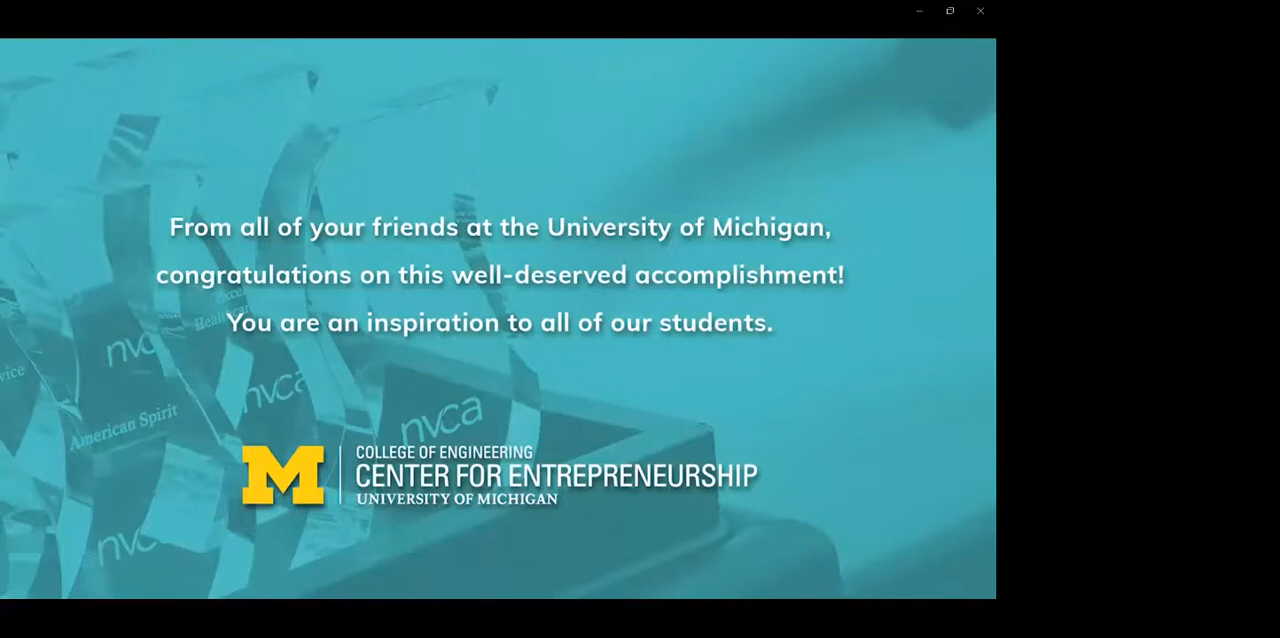 From all of your friends at the University of Michigan,
congratulations on this well-deserved accomplishment!
You are an inspiration to all of our students.
nvca
nvca
American Spirit
nvca
M
COLLEGE OF ENGINEERING
CENTER FOR ENTREPRENEURSHIP
UNIVERSITY OF MICHIGAN
nvc